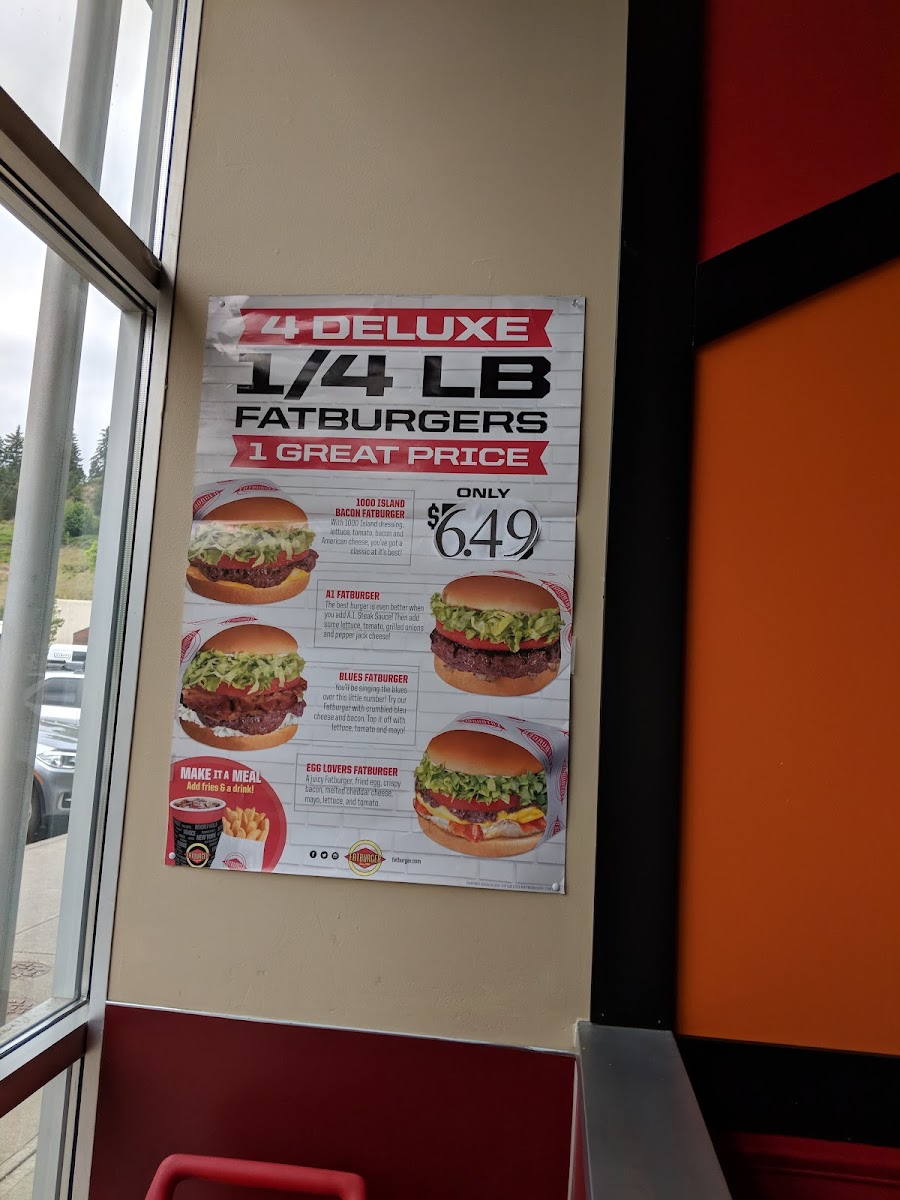 4 DELUXE
1/4 LB
FATBURGERS
1 GREAT PRICE
ONLY
$6.49
1000 ISLAND
BACON FATBURGER
With 1000 Island dressing,
lettuce, tomato, bacon and
American cheese, you've got a
classic at it's best!
A1 FATBURGER
The best burger is even better when
you add A.1. Steak Sauce! Then add
some lettuce, tomato, grilled onions
and pepper jack cheese!
BLUES FATBURGER
You'll be singing the blues
over this little number! Try our
Fatburger with crumbled bleu
cheese and bacon. Top it off with
lettuce, tomato and mayo!
EGG LOVERS FATBURGER
A juicy Fatburger, fried egg, crispy
bacon, melted cheddar cheese,
mayo, lettuce, and tomato.
MAKE IT A MEAL
Add fries & a drink!
FATBURGER
fatburger.com